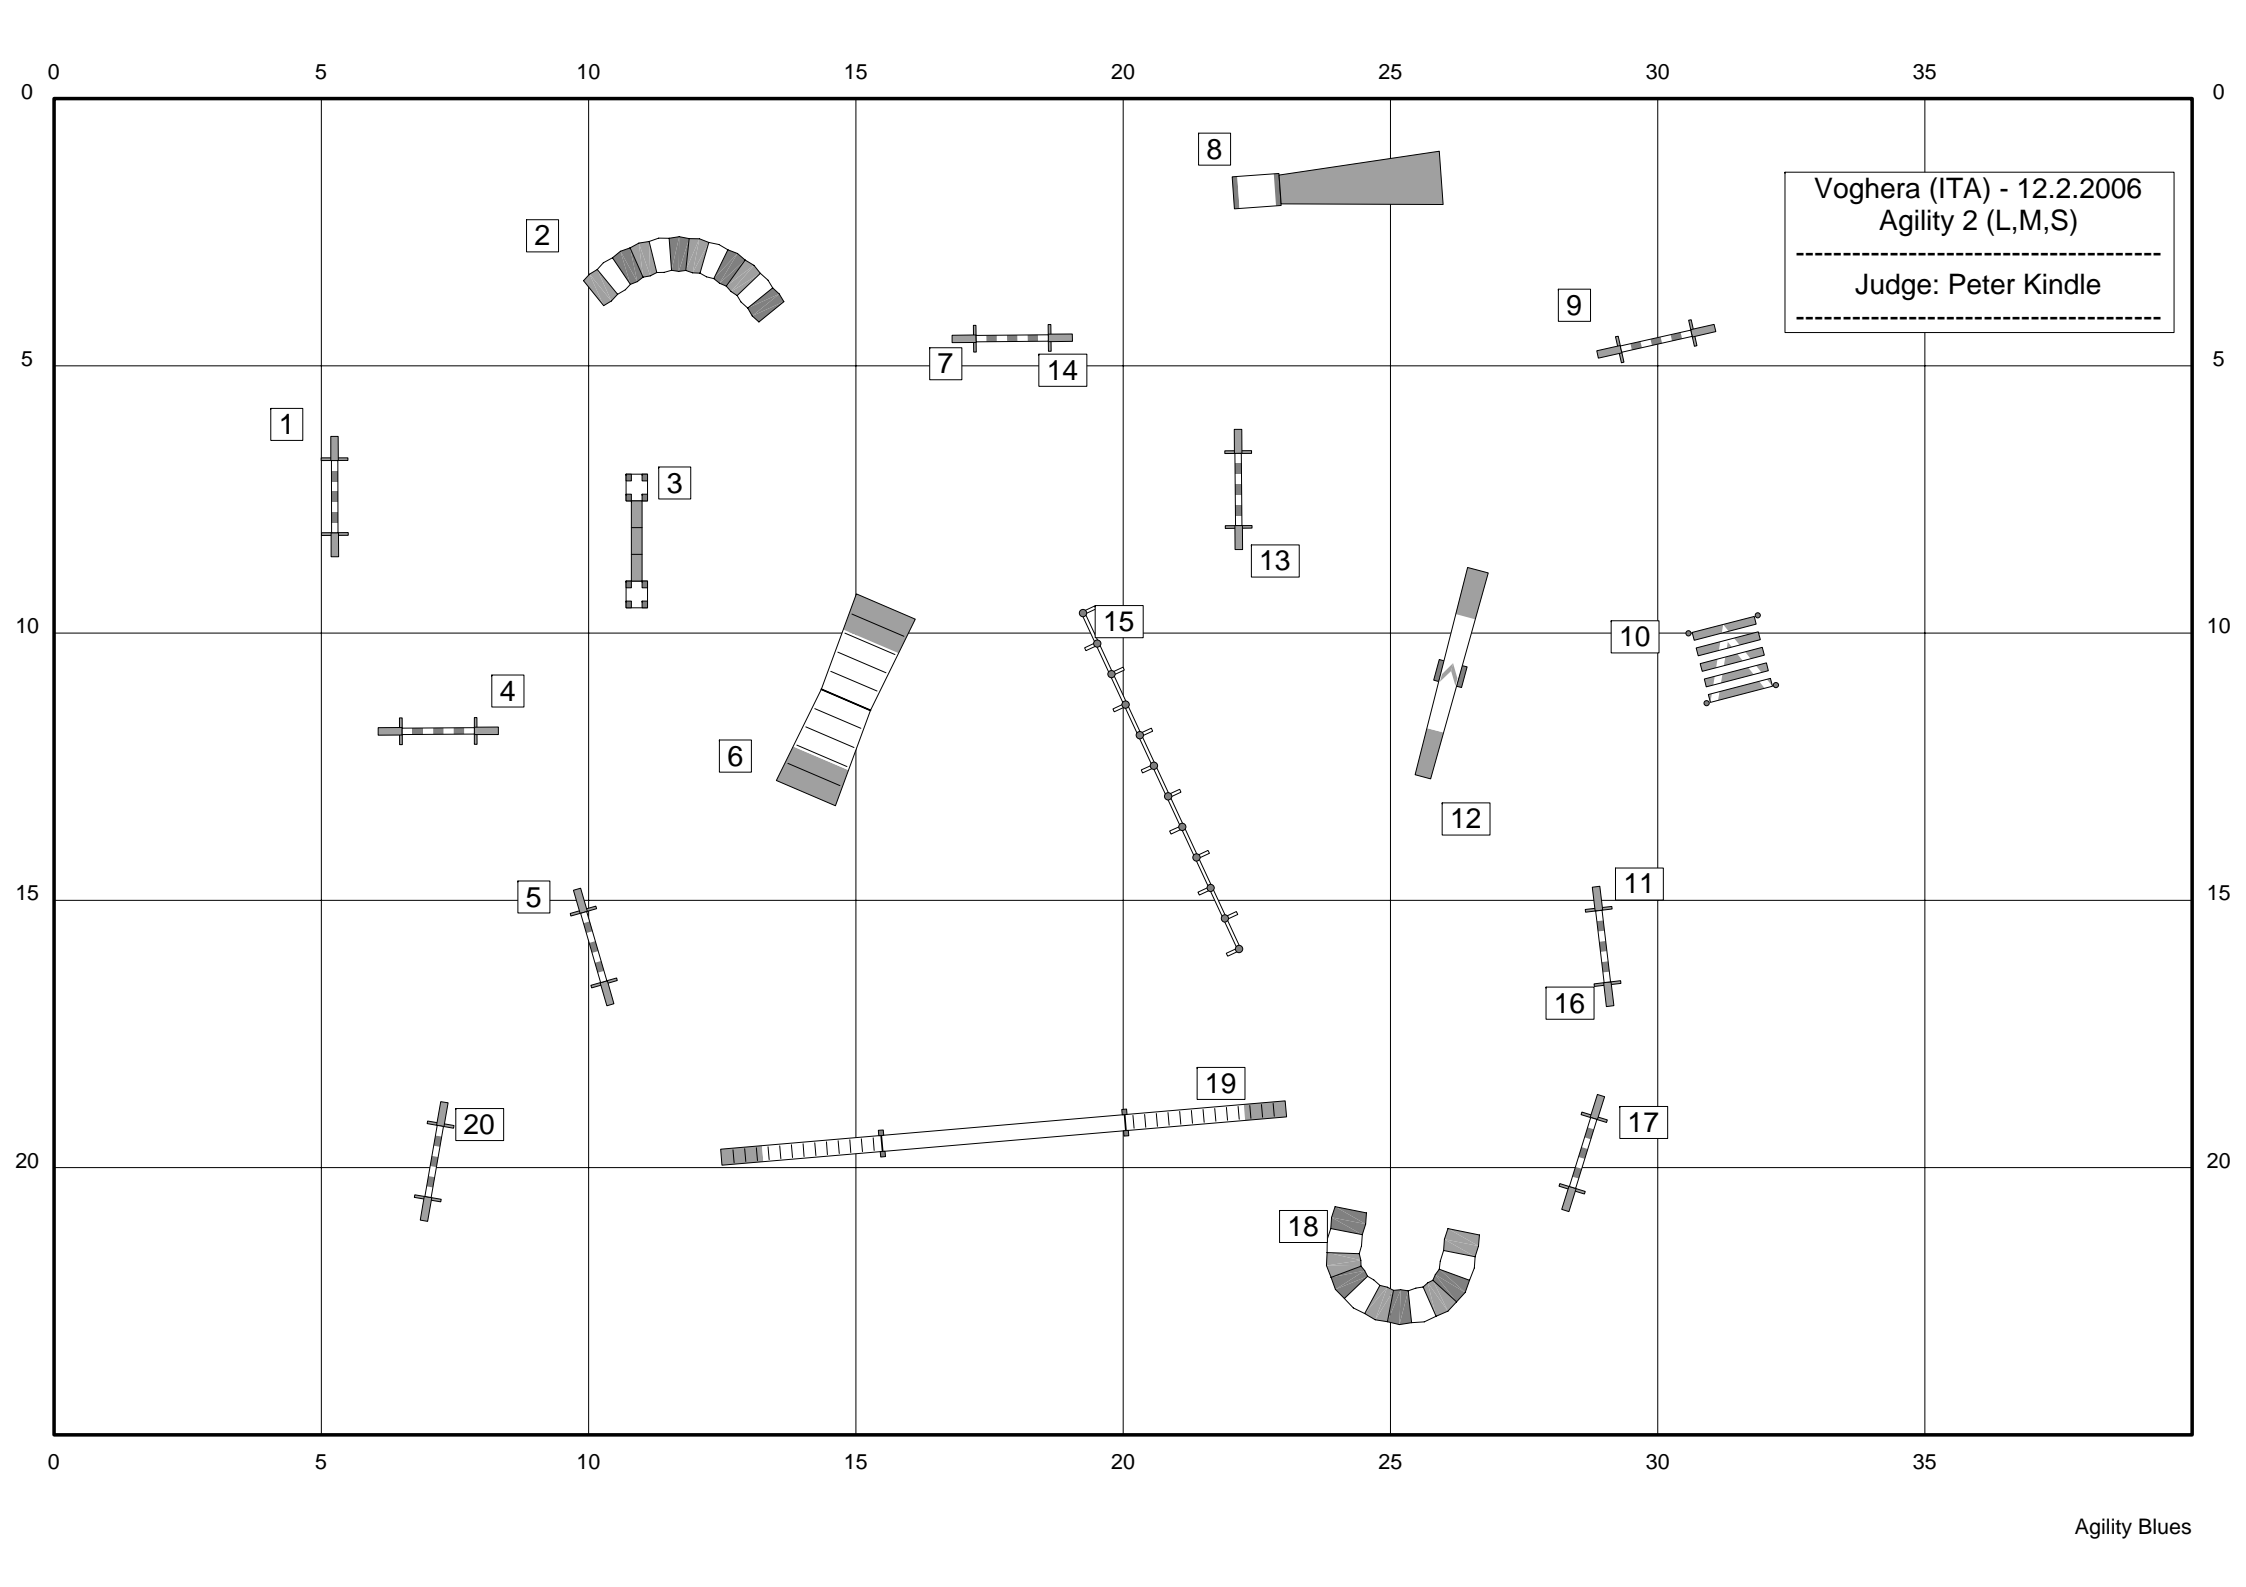 0 5 10 15 20 25 30 35
0 0
8
Voghera (ITA) - 12.2.2006
Agility 2 (L,M,S)
------------------------------------
Judge: Peter Kindle
------------------------------------
2
9
5 7 14 5
1
3
13
10 15 10 10
4
6
12
15 5 11 15
16
19
20 17
20 20
18
0 5 10 15 20 25 30 35
Agility Blues